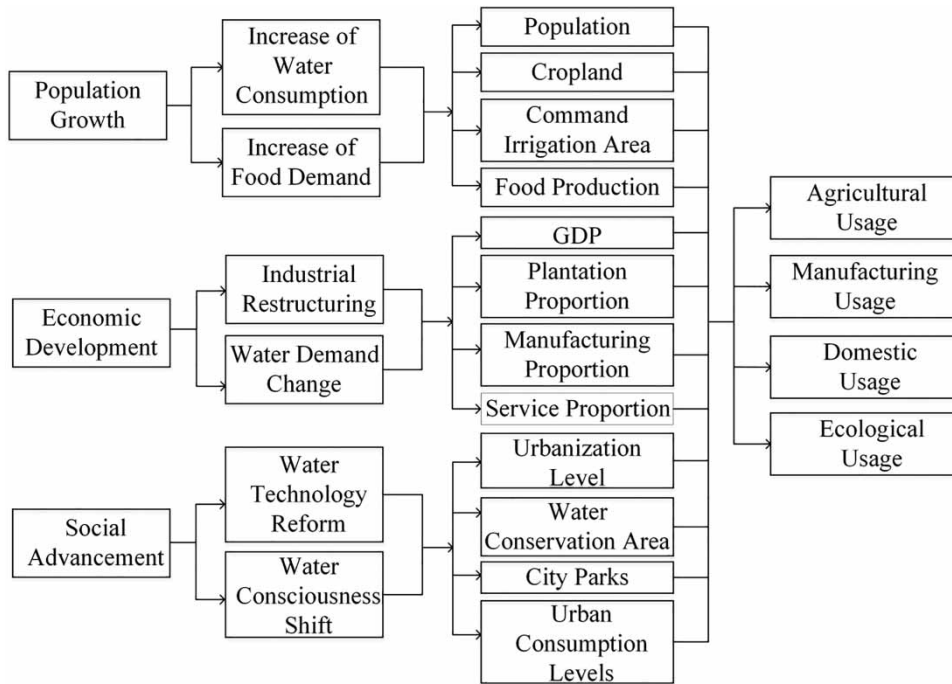 Population
Growth
Increase of
Water
Consumption
Increase of
Food Demand
Population
Cropland
Command
Irrigation Area
Food Production
Economic
Development
Industrial
Restructuring
Water Demand
Change
GDP
Plantation
Proportion
Manufacturing
Proportion
Service Proportion
Social
Advancement
Water
Technology
Reform
Water
Consciousness
Shift
Urbanization
Level
Water
Conservation Area
City Parks
Urban
Consumption
Levels
Agricultural
Usage
Manufacturing
Usage
Domestic
Usage
Ecological
Usage